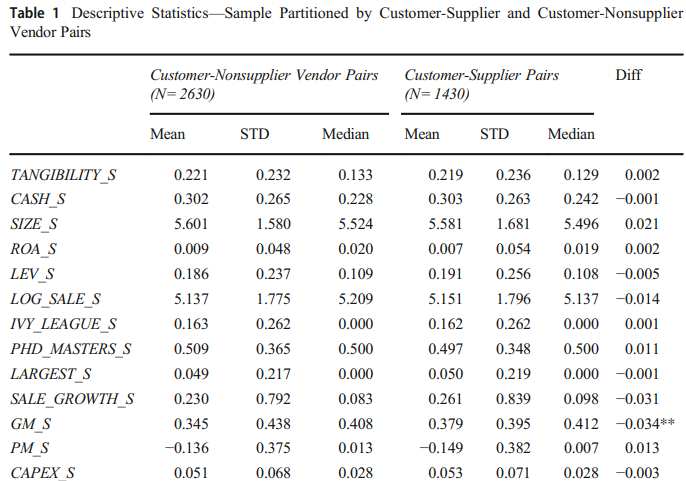 Table 1 Descriptive Statistics—Sample Partitioned by Customer-Supplier and Customer-Nonsupplier
Vendor Pairs
Customer-Nonsupplier Vendor Pairs Customer-Supplier Pairs Diff
(N= 2630) (N= 1430)
Mean STD Median Mean STD Median
TANGIBILITY_S 0.221 0.232 0.133 0.219 0.236 0.129 0.002
CASH_S 0.302 0.265 0.228 0.303 0.263 0.242 −0.001
SIZE_S 5.601 1.580 5.524 5.581 1.681 5.496 0.021
ROA_S 0.009 0.048 0.020 0.007 0.054 0.019 0.002
LEV_S 0.186 0.237 0.109 0.191 0.256 0.108 −0.005
LOG_SALE_S 5.137 1.775 5.209 5.151 1.796 5.137 −0.014
IVY_LEAGUE_S 0.163 0.262 0.000 0.162 0.262 0.000 0.001
PHD_MASTERS_S 0.509 0.365 0.500 0.497 0.348 0.500 0.011
LARGEST_S 0.049 0.217 0.000 0.050 0.219 0.000 −0.001
SALE_GROWTH_S 0.230 0.792 0.083 0.261 0.839 0.098 −0.031
GM_S 0.345 0.438 0.408 0.379 0.395 0.412 −0.034**
PM_S −0.136 0.375 0.013 −0.149 0.382 0.007 0.013
CAPEX_S 0.051 0.068 0.028 0.053 0.071 0.028 −0.003